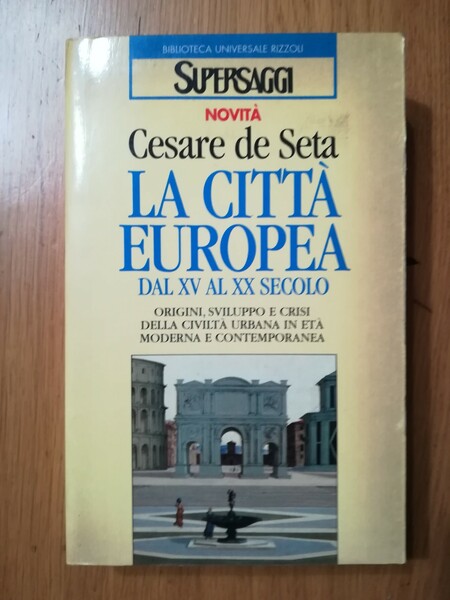 BIBLIOTECA UNIVERSALE RIZZOLI
SUPERSAGGI
NOVITÀ
Cesare de Seta
LA CITTÀ
EUROPEA
DAL XV AL XX SECOLO
ORIGINI, SVILUPPO E CRISI
DELLA CIVILTÀ URBANA IN ETÀ
MODERNA E CONTEMPORANEA